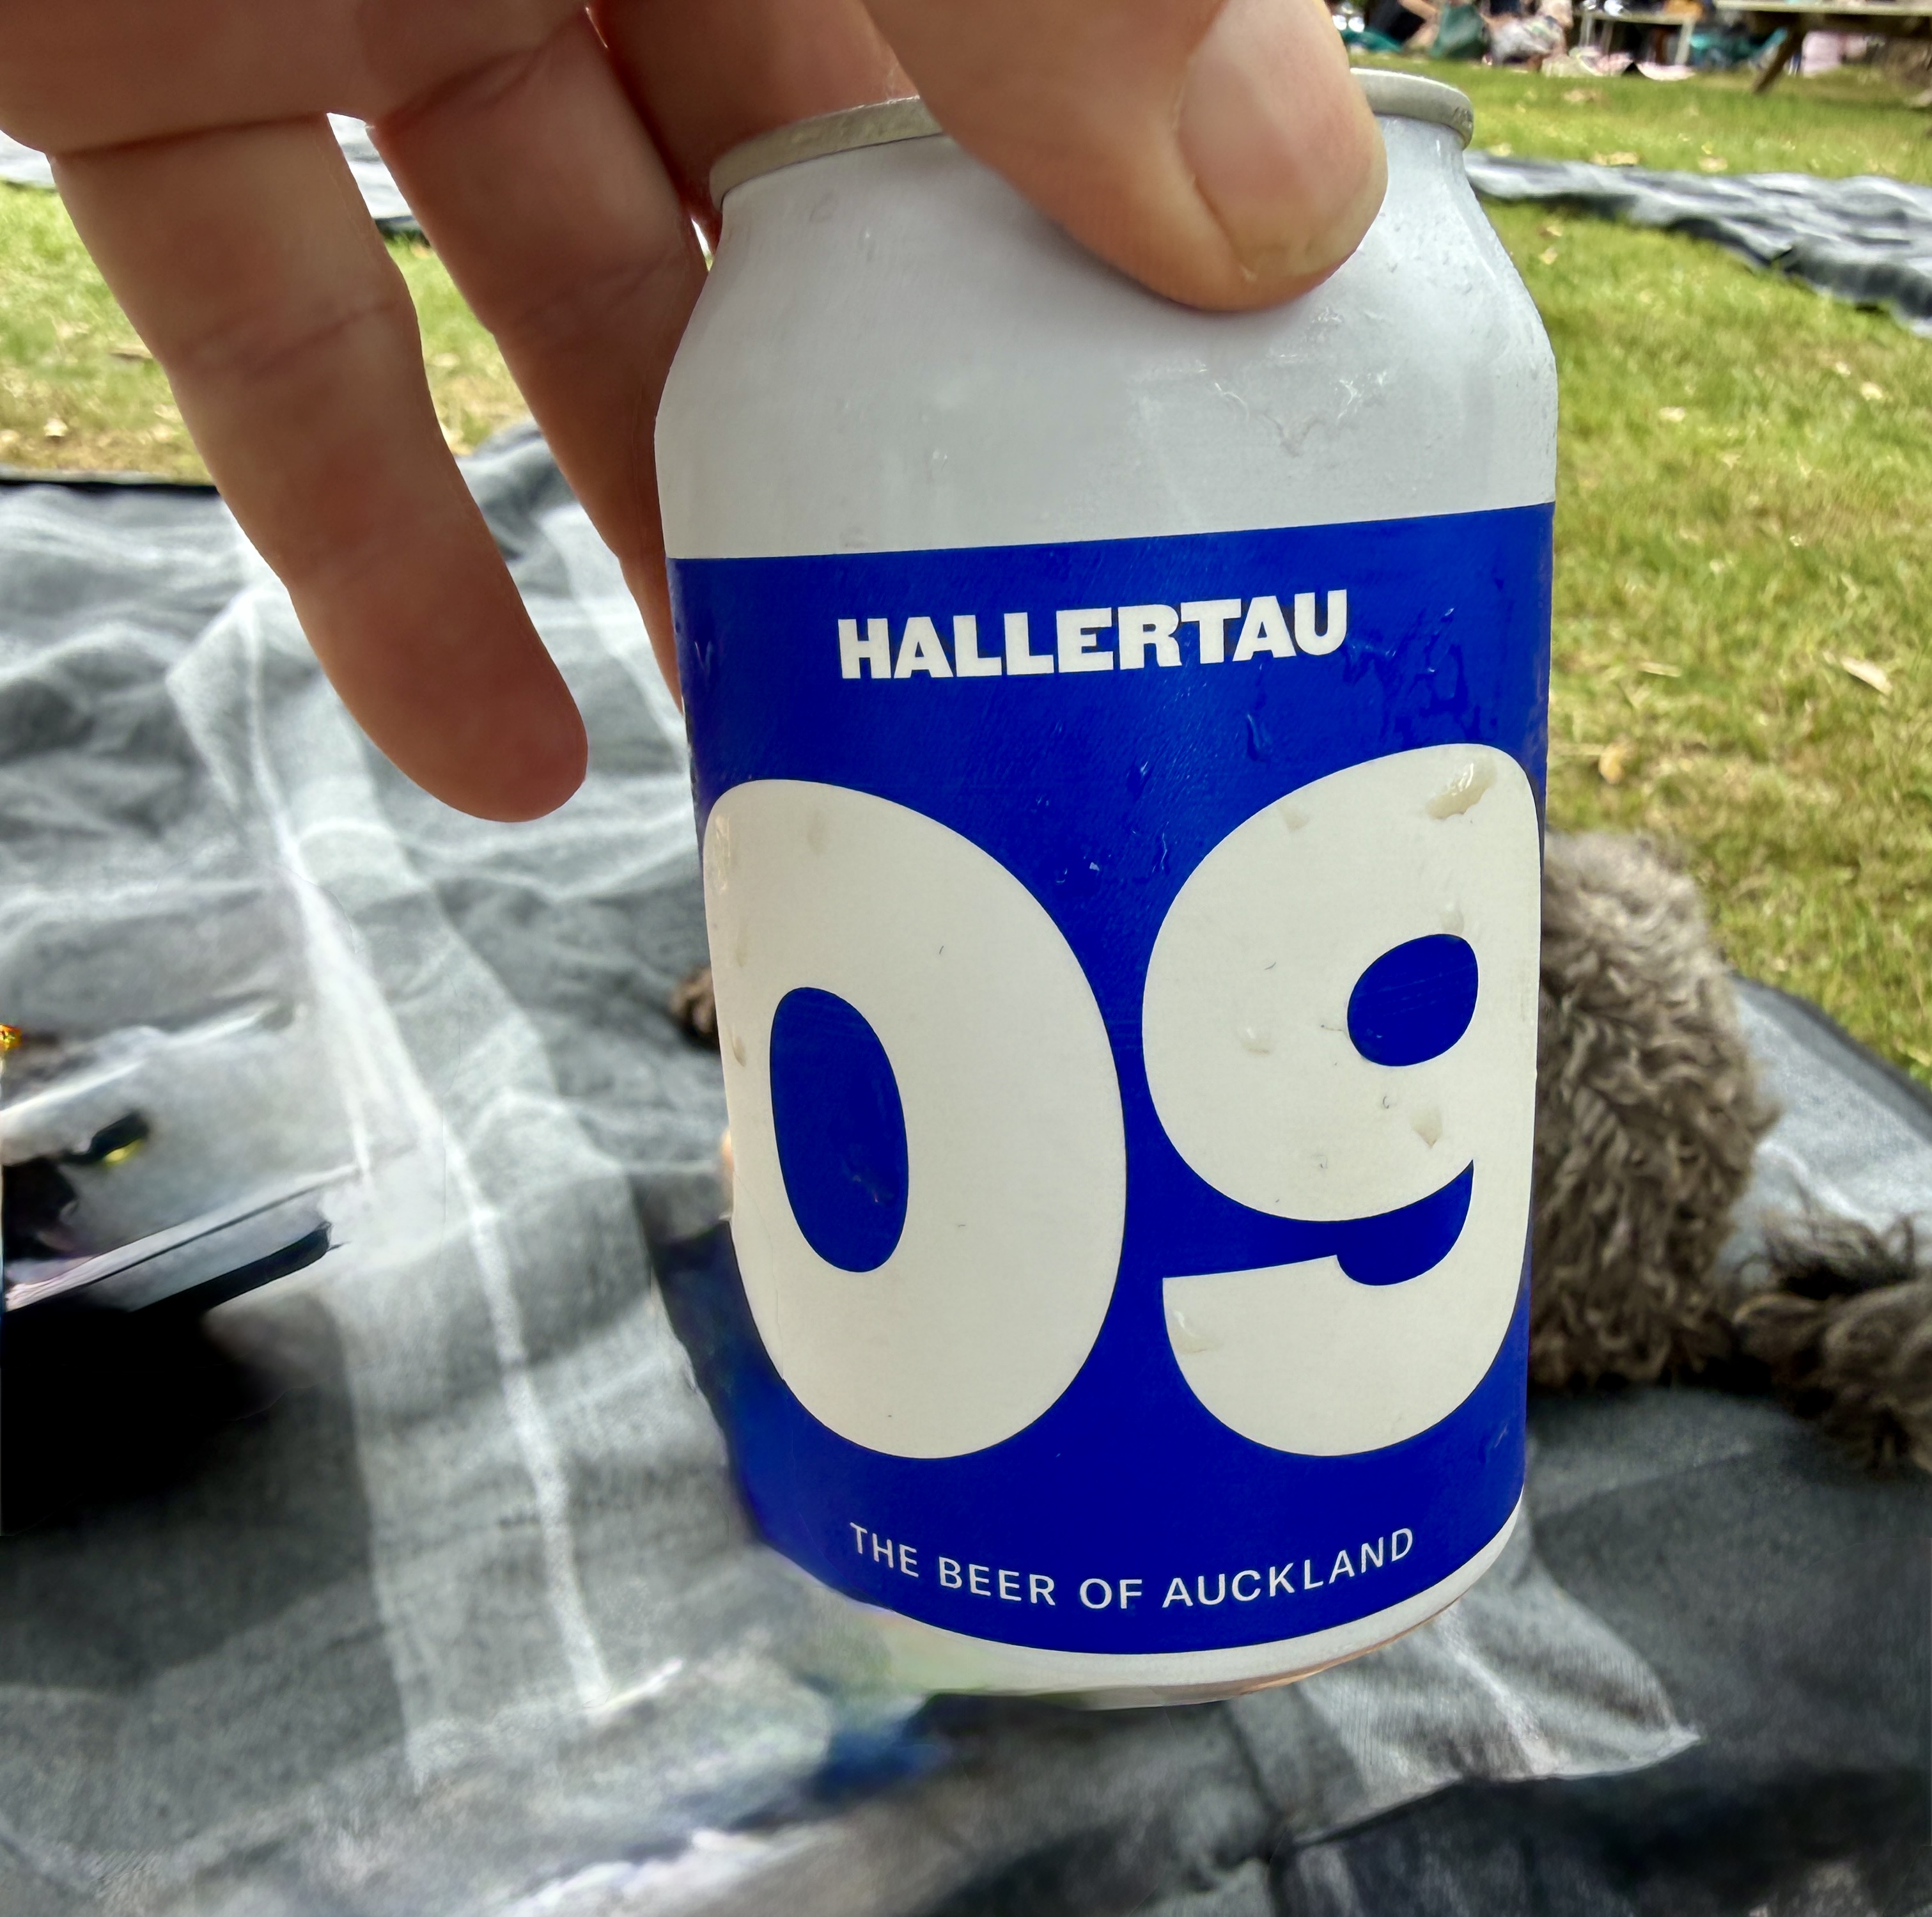 HALLERTAU
09
THE BEER OF AUCKLAND